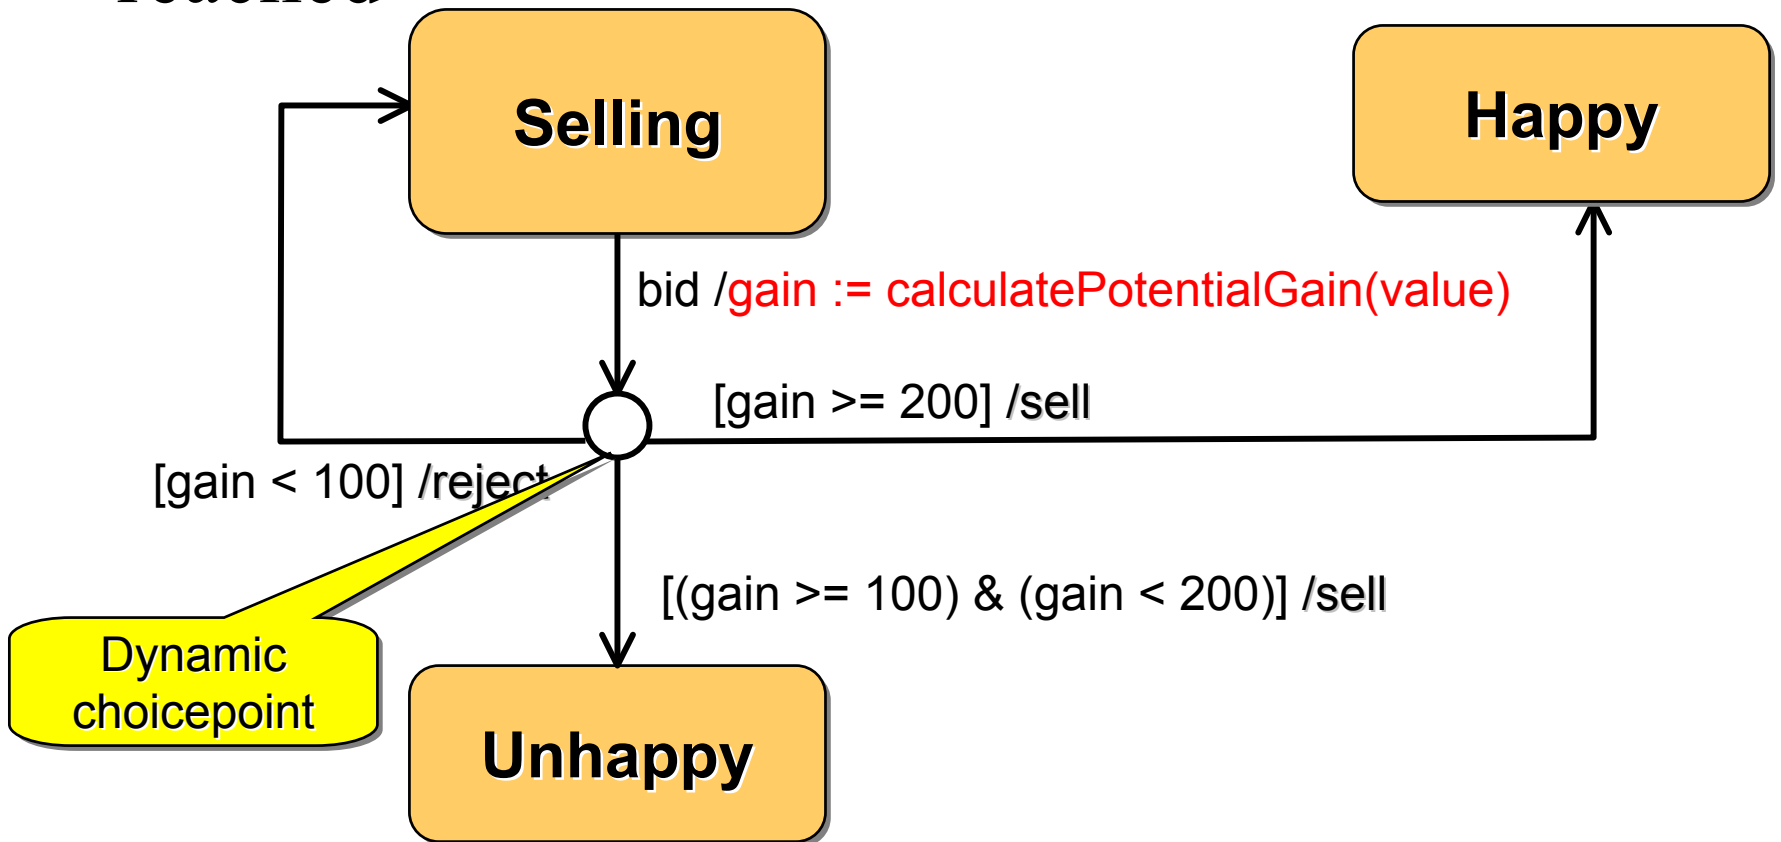 reached
Selling
Happy
bid /gain := calculatePotentialGain(value)
[gain >= 200] /sell
[gain < 100] /reject
[(gain >= 100) & (gain < 200)] /sell
Dynamic
choicepoint
Unhappy